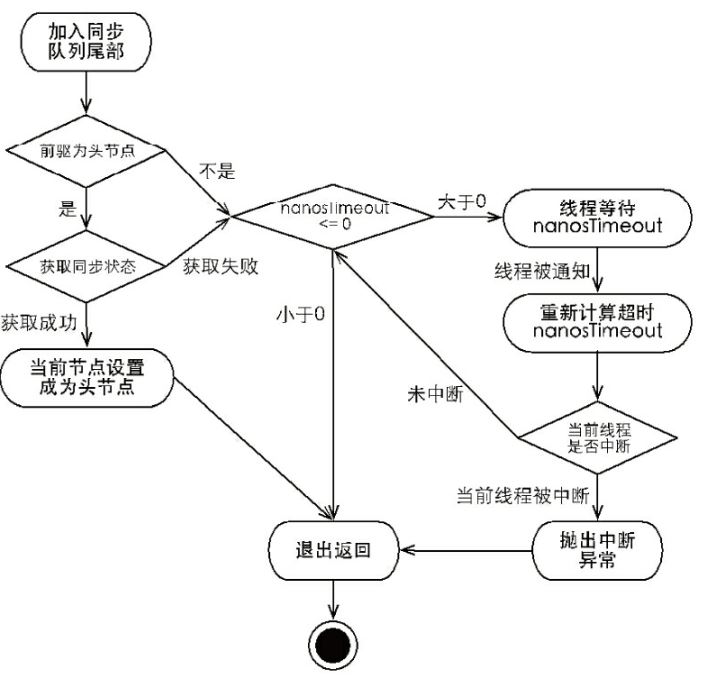 加入同步
队列尾部
前驱为头节点
不是
是
nanosTimeout
<= 0
大于0
线程等待
nanosTimeout
获取同步状态
获取失败
线程被通知
小于0
获取成功
重新计算超时
nanosTimeout
当前节点设置
成为头节点
未中断
当前线程
是否中断
当前线程被中断
退出返回
抛出中断
异常